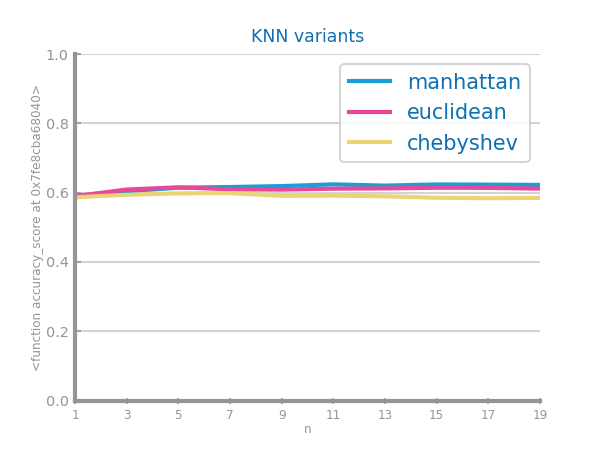 KNN variants
<function accuracy_score at 0x7fe8cba68040>
1.0
0.8
0.6
0.4
0.2
0.0
manhattan
euclidean
chebyshev
1 3 5 7 9 11 13 15 17 19
n